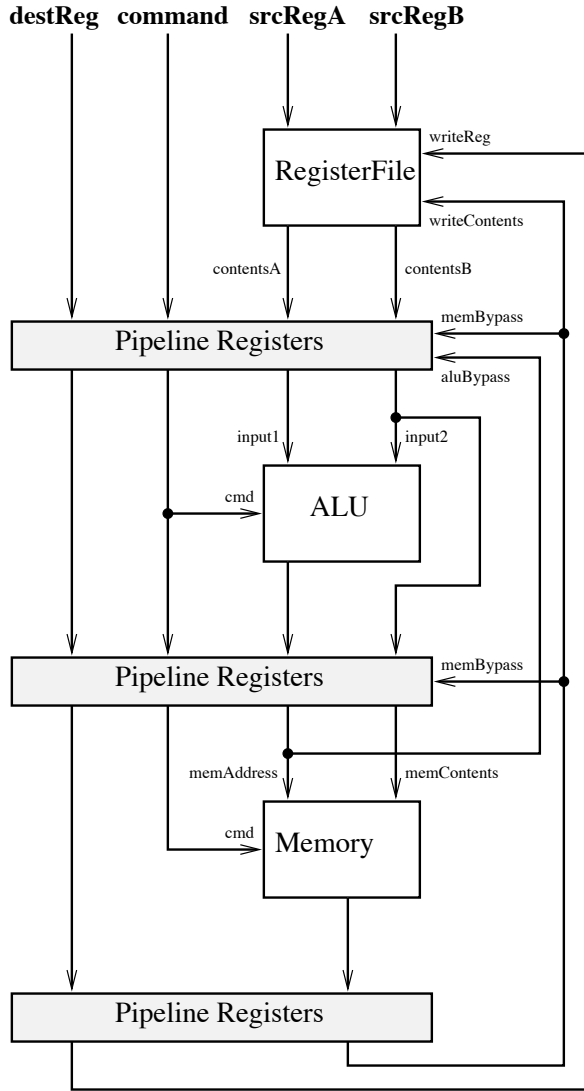 destReg command srcRegA srcRegB
writeReg
RegisterFile
writeContents
contentsA contentsB
memBypass
Pipeline Registers
aluBypass
input1 input2
cmd
ALU
memBypass
Pipeline Registers
memAddress memContents
cmd
Memory
Pipeline Registers